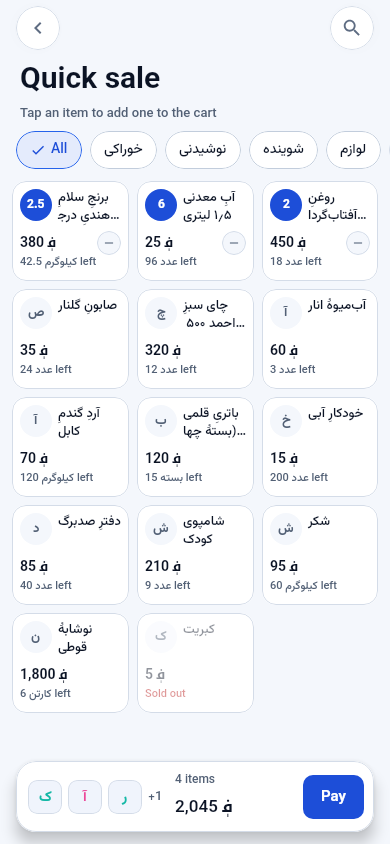 Quick sale
Tap an item to add one to the cart
All
خوراکی
نوشیدنی
شوینده
لوازم
2.5
برنج سلام
هندی درجـ…
380 ؋
42.5 کیلوگرم left
6
آب معدنی
۱٫۵ لیتری
25 ؋
96 عدد left
2
روغنِ
آفتاب‌گردا…
450 ؋
18 عدد left
ص
صابونِ گلنار
35 ؋
24 عدد left
چ
چای سبزِ
احمد ۵۰۰…
320 ؋
12 عدد left
آ
آب‌میوهٔ انار
60 ؋
3 عدد left
آ
آردِ گندمِ
کابل
70 ؋
120 کیلوگرم left
ب
باتریِ قلمی
(بستهٔ چها…
120 ؋
15 بسته left
خ
خودکارِ آبی
15 ؋
200 عدد left
د
دفترِ صدبرگ
85 ؋
40 عدد left
ش
شامپوی
کودک
210 ؋
9 عدد left
ش
شکر
95 ؋
60 کیلوگرم left
ن
نوشابهٔ
قوطی
1,800 ؋
6 کارتن left
ک
کبریت
5 ؋
Sold out
ک
آ
ر
+1
4 items
2,045 ؋
Pay